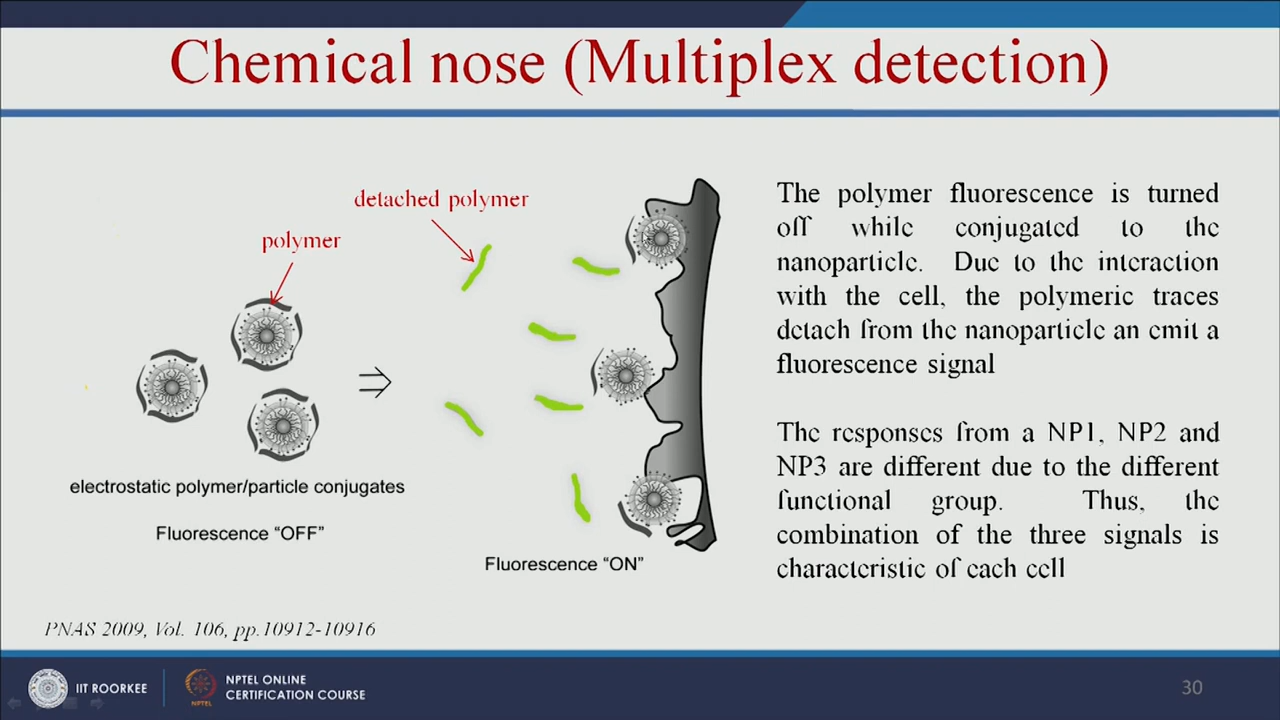 Chemical nose (Multiplex detection)
detached polymer
polymer
electrostatic polymer/particle conjugates
Fluorescence “OFF”
Fluorescence “ON”
The polymer fluorescence is turned
off while conjugated to the
nanoparticle. Due to the interaction
with the cell, the polymeric traces
detach from the nanoparticle an emit a
fluorescence signal
The responses from a NP1, NP2 and
NP3 are different due to the different
functional group. Thus, the
combination of the three signals is
characteristic of each cell
PNAS 2009, Vol. 106, pp.10912-10916
IIT ROORKEE
NPTEL
NPTEL ONLINE
CERTIFICATION COURSE
30